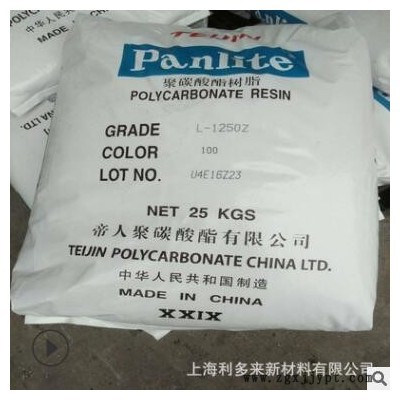 TEIJIN
Panlite
聚碳酸酯树脂
POLYCARBONATE RESIN
GRADE L-1250Z
COLOR 100
LOT NO. U4E16Z23
NET 25 KGS
帝人聚碳酸酯有限公司
TEIJIN POLYCARBONATE CHINA LTD.
中华人民共和国制造
MADE IN CHINA
XXIX
上海利多来新材料有限公司
www.zgxjjypt.com